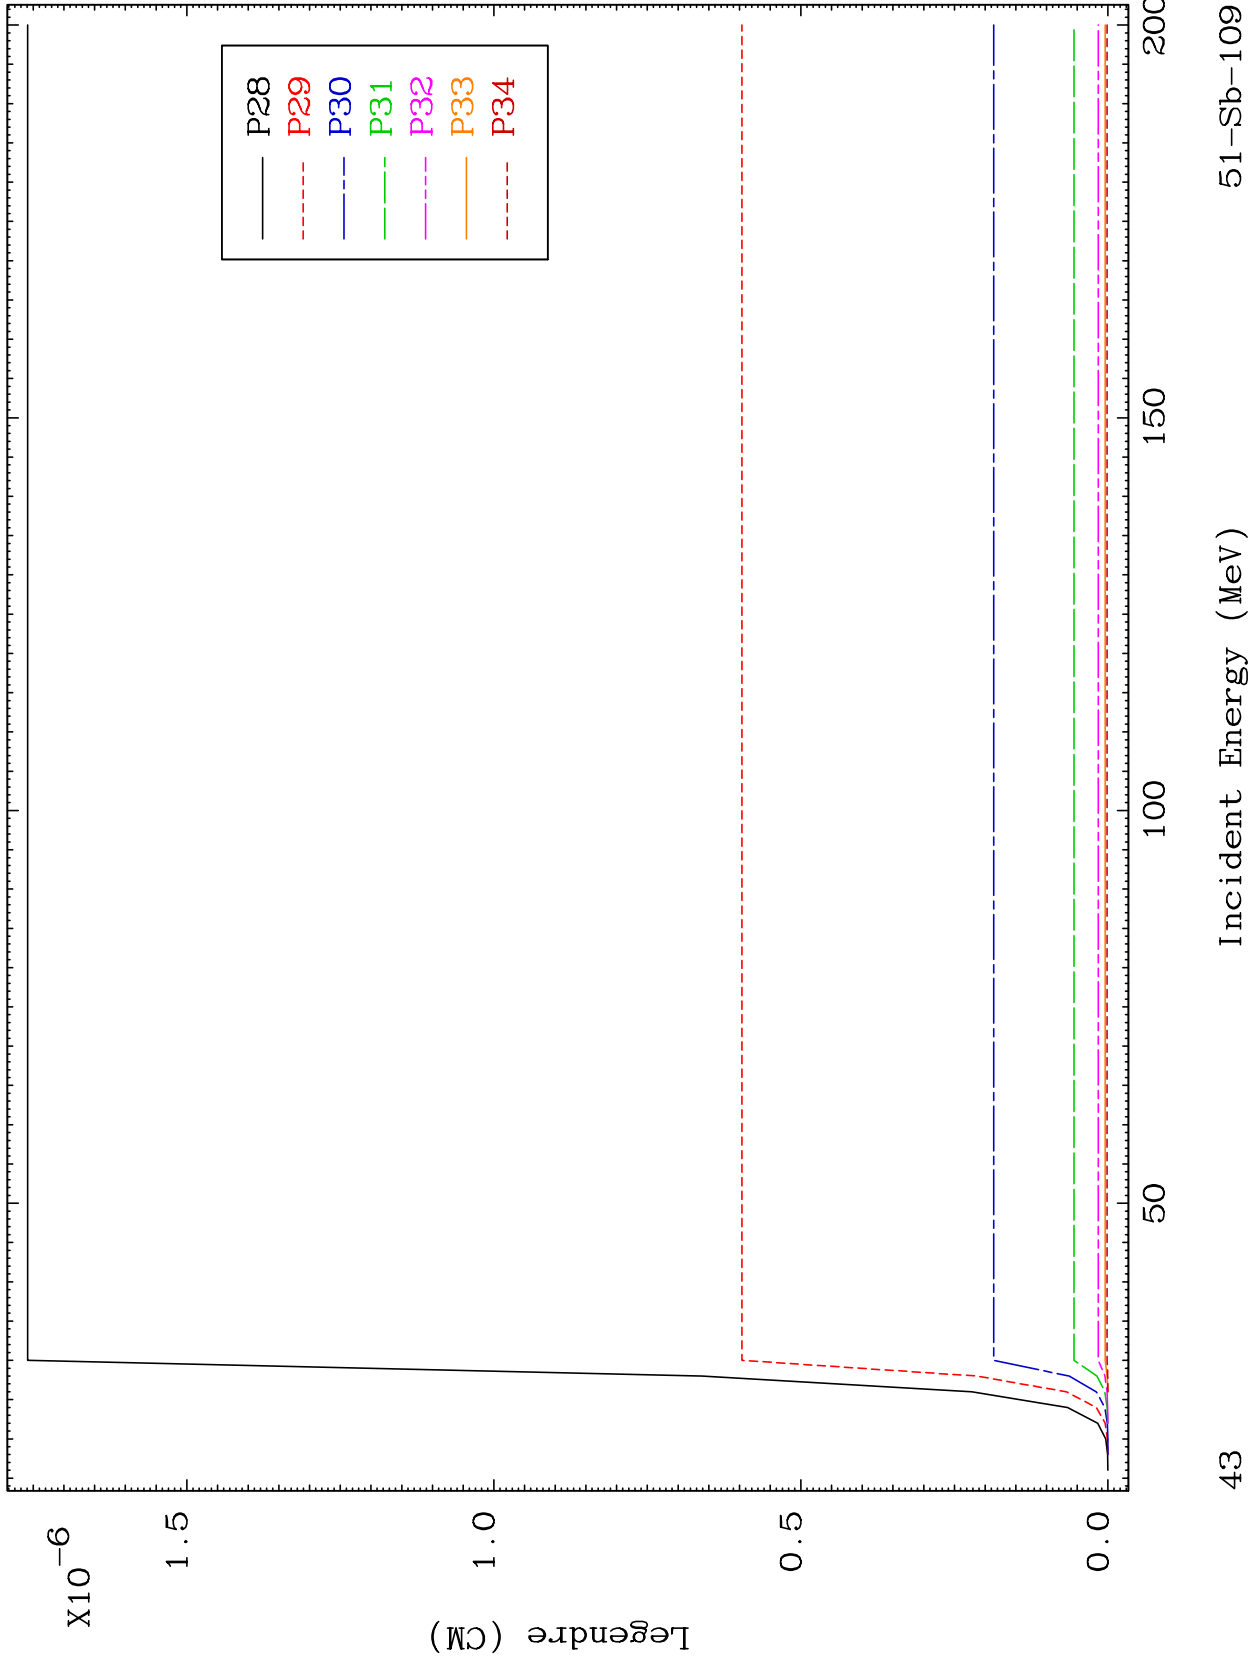 X10-6
Legendre (CM)
1.5
1.0
0.5
0.0
P28
P29
P30
P31
P32
P33
P34
50
100
150
200
Incident Energy (MeV)
43
51-Sb-109